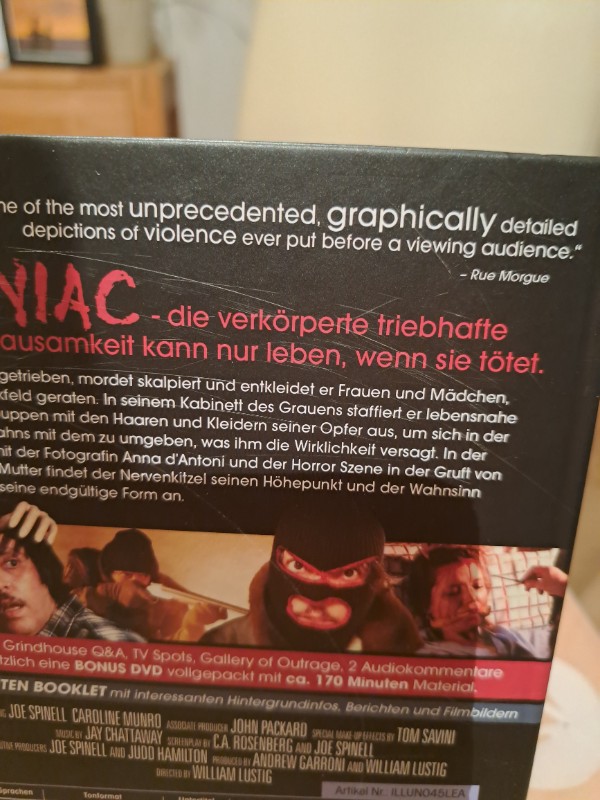 ne of the most unprecedented, graphically detailed
depictions of violence ever put before a viewing audience."
– Rue Morgue
NIAC - die verkörperte triebhafte
ausamkeit kann nur leben, wenn sie tötet.
getrieben, mordet skalpiert und entkleidet er Frauen und Mädchen,
kfeld geraten. In seinem Kabinett des Grauens staffiert er lebensnahe
uppen mit den Haaren und Kleidern seiner Opfer aus, um sich in der
ahns mit dem zu umgeben, was ihm die Wirklichkeit versagt. In der
mit der Fotografin Anna d'Antoni und der Horror Szene in der Gruft von
Mutter findet der Nervenkitzel seinen Höhepunkt und der Wahnsinn
seine endgültige Form an.
Grindhouse Q&A, TV Spots, Gallery of Outrage, 2 Audiokommentare
tzlich eine BONUS DVD vollgepackt mit ca. 170 Minuten Material.
TEN BOOKLET mit interessanten Hintergrundinfos, Berichten und Filmbildern
JOE SPINELL CAROLINE MUNRO ASSOCIATE PRODUCER JOHN PACKARD SPECIAL MAKE-UP EFFECTS BY TOM SAVINI
MUSIC BY JAY CHATTAWAY SCREENPLAY BY C.A. ROSENBERG AND JOE SPINELL
PRODUCERS JOE SPINELL AND JUDD HAMILTON PRODUCED BY ANDREW GARRONI AND WILLIAM LUSTIG
DIRECTED BY WILLIAM LUSTIG
Artikel Nr.: ILLUN045LEA
Sprachen Tonformat Untertitel